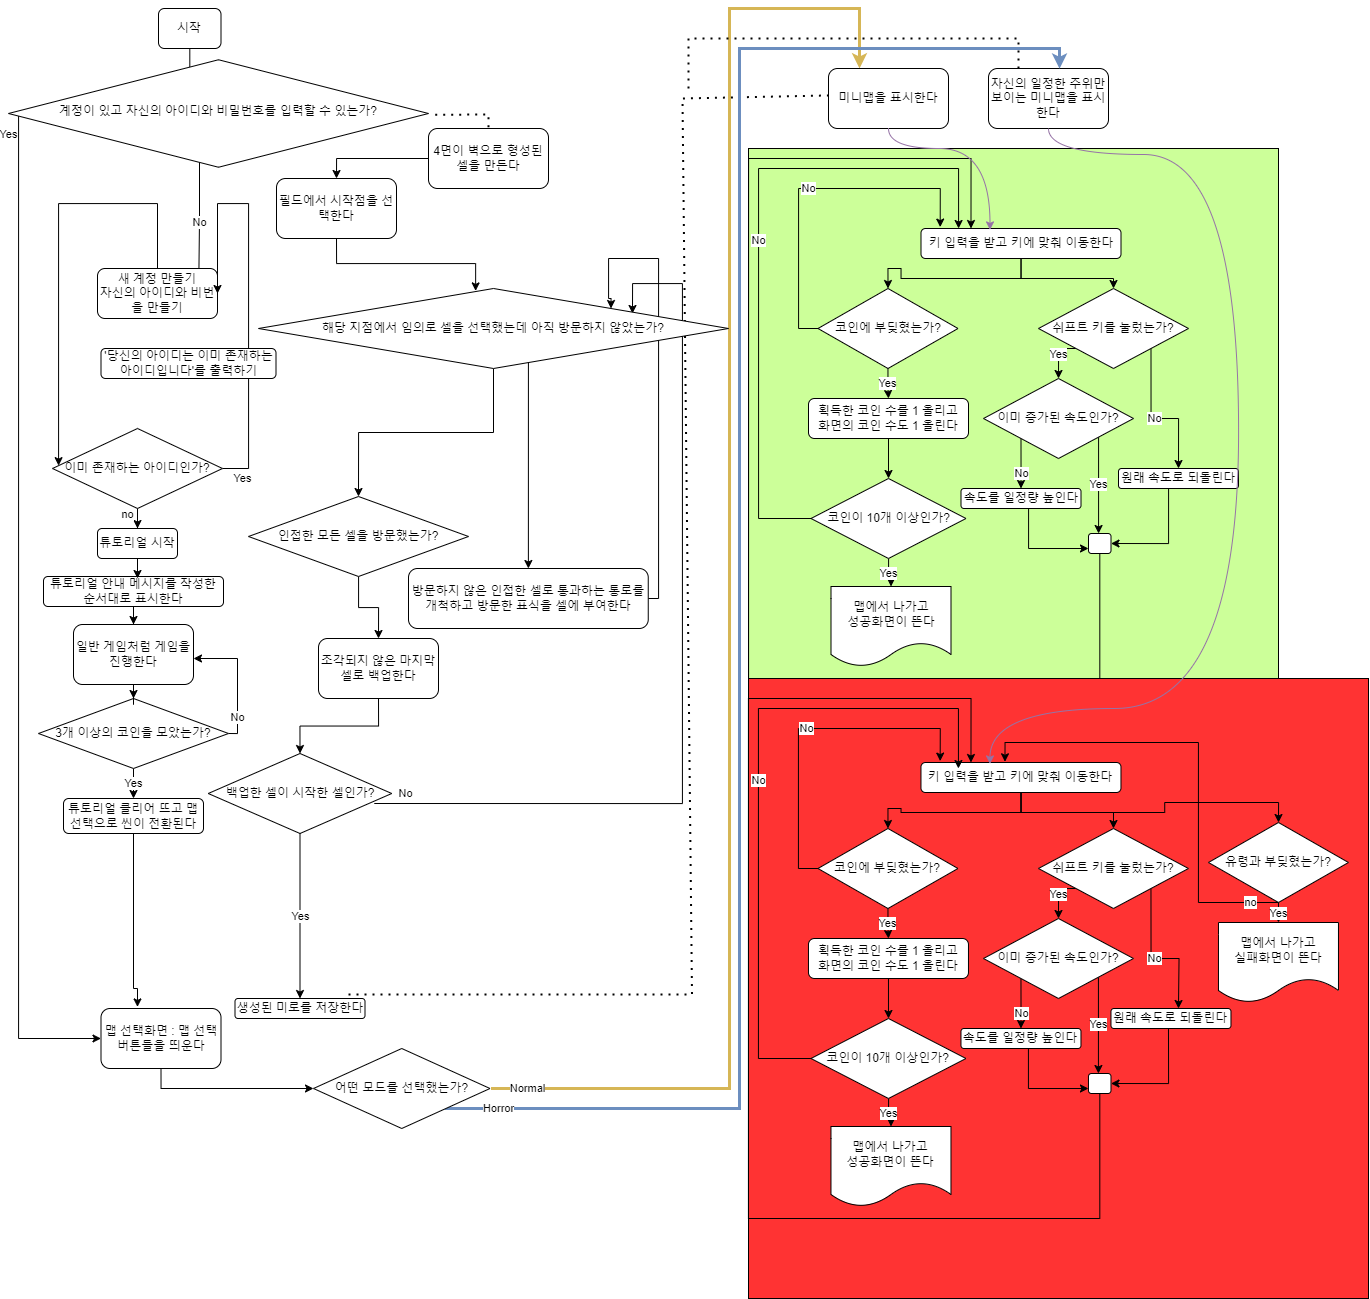 시작
계정이 있고 자신의 아이디와 비밀번호를 입력할 수 있는가?
Yes
No
새 계정 만들기
자신의 아이디와 비번
을 만들기
'당신의 아이디는 이미 존재하는
아이디입니다'를 출력하기
이미 존재하는 아이디인가?
Yes
no
튜토리얼 시작
튜토리얼 안내 메시지를 작성한
순서대로 표시한다
일반 게임처럼 게임을
진행한다
3개 이상의 코인을 모았는가?
No
Yes
튜토리얼 클리어 뜨고 맵
선택으로 씬이 전환된다
맵 선택화면 : 맵 선택
버튼들을 띄운다
어떤 모드를 선택했는가?
Normal
Horror
4면이 벽으로 형성된
셀을 만든다
필드에서 시작점을 선
택한다
해당 지점에서 임의로 셀을 선택했는데 아직 방문하지 않았는가?
인접한 모든 셀을 방문했는가?
방문하지 않은 인접한 셀로 통과하는 통로를
개척하고 방문한 표식을 셀에 부여한다
조각되지 않은 마지막
셀로 백업한다
백업한 셀이 시작한 셀인가?
No
Yes
생성된 미로를 저장한다
미니맵을 표시한다
자신의 일정한 주위만
보이는 미니맵을 표시
한다
No
No
키 입력을 받고 키에 맞춰 이동한다
코인에 부딪혔는가?
쉬프트 키를 눌렀는가?
Yes
Yes
획득한 코인 수를 1 올리고
화면의 코인 수도 1 올린다
이미 증가된 속도인가?
No
No
Yes
원래 속도로 되돌린다
속도를 일정량 높인다
코인이 10개 이상인가?
Yes
맵에서 나가고
성공화면이 뜬다
No
No
키 입력을 받고 키에 맞춰 이동한다
코인에 부딪혔는가?
쉬프트 키를 눌렀는가?
유령과 부딪혔는가?
Yes
Yes
no
Yes
획득한 코인 수를 1 올리고
화면의 코인 수도 1 올린다
이미 증가된 속도인가?
No
맵에서 나가고
실패화면이 뜬다
No
Yes
원래 속도로 되돌린다
속도를 일정량 높인다
코인이 10개 이상인가?
Yes
맵에서 나가고
성공화면이 뜬다